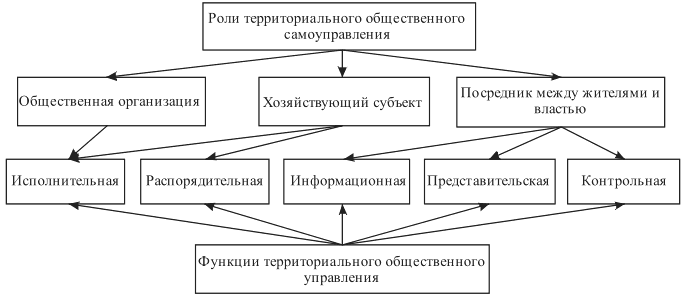 Роли территориального общественного
самоуправления
Общественная организация
Хозяйствующий субъект
Посредник между жителями и
властью
Исполнительная
Распорядительная
Информационная
Представительская
Контрольная
Функции территориального общественного
управления